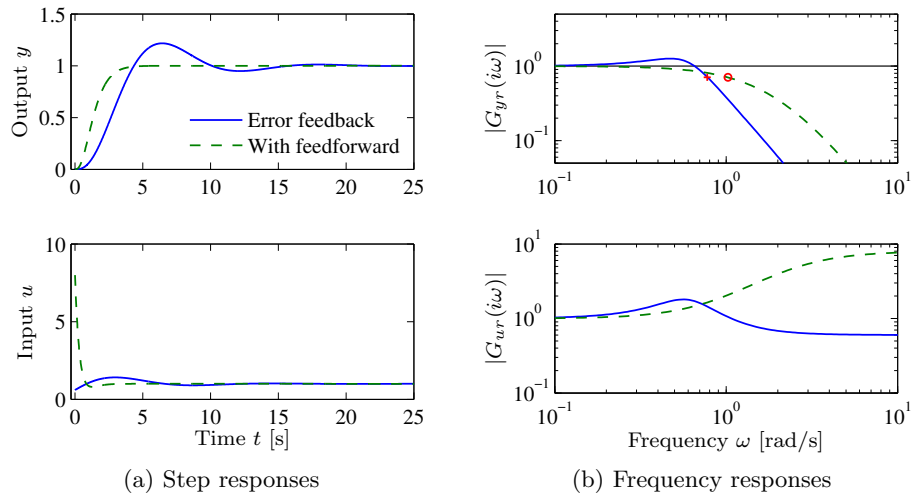 1.5
1
0.5
0
Output y
Error feedback
With feedforward
0 5 10 15 20 25
10
5
0
Input u
0 5 10 15 20 25
Time t [s]
(a) Step responses
10^0
10^-1
|G_yr(iω)|
10^-1 10^0 10^1
10^1
10^0
10^-1
|G_ur(iω)|
10^-1 10^0 10^1
Frequency ω [rad/s]
(b) Frequency responses